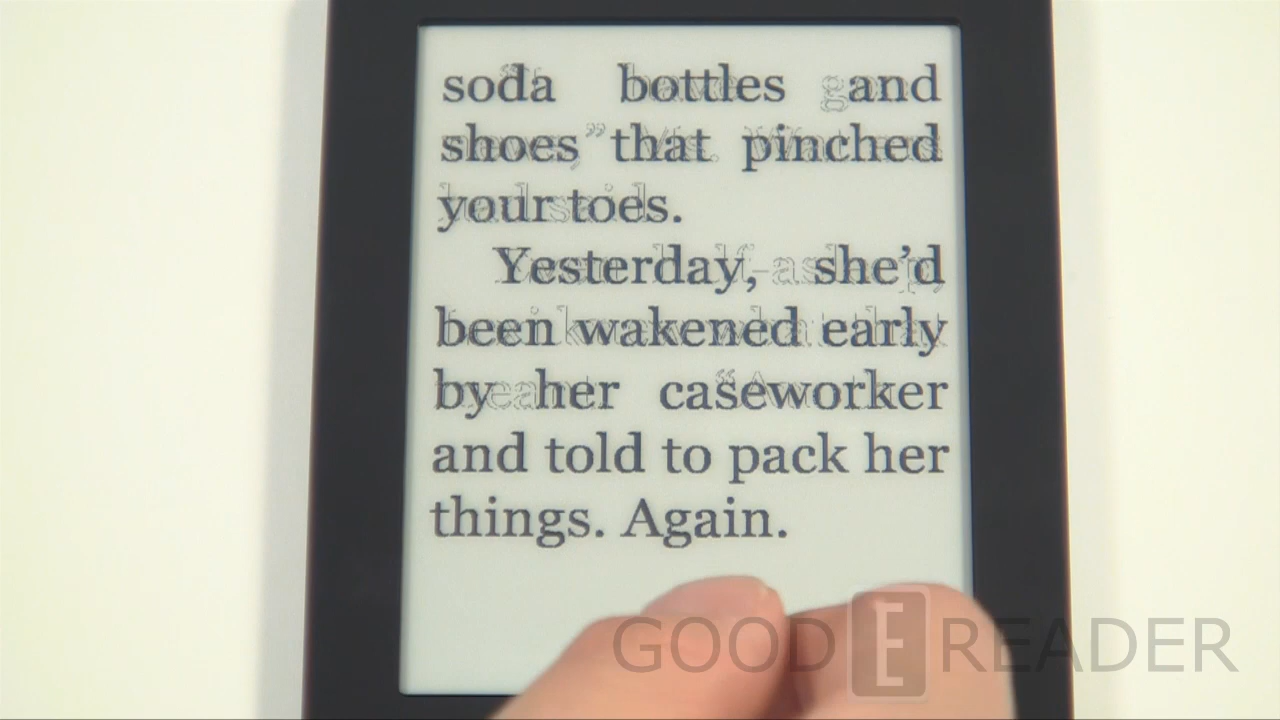 soda bottles and
shoes that pinched
your toes.
Yesterday, she'd
been wakened early
by her caseworker
and told to pack her
things. Again.
GOOD E READER